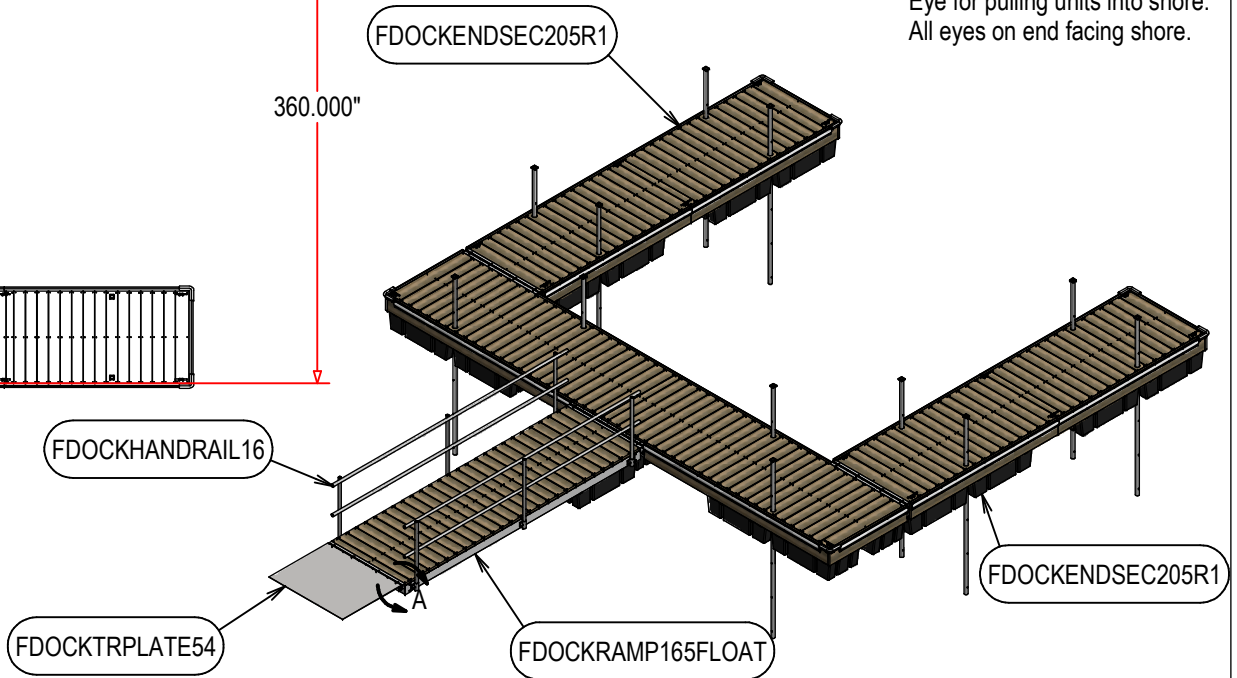 Eye for pulling units into shore.
All eyes on end facing shore.
FDOCKENDSEC205R1
360.000"
FDOCKHANDRAIL16
FDOCKENDSEC205R1
A
FDOCKTRPLATE54
FDOCKRAMP165FLOAT